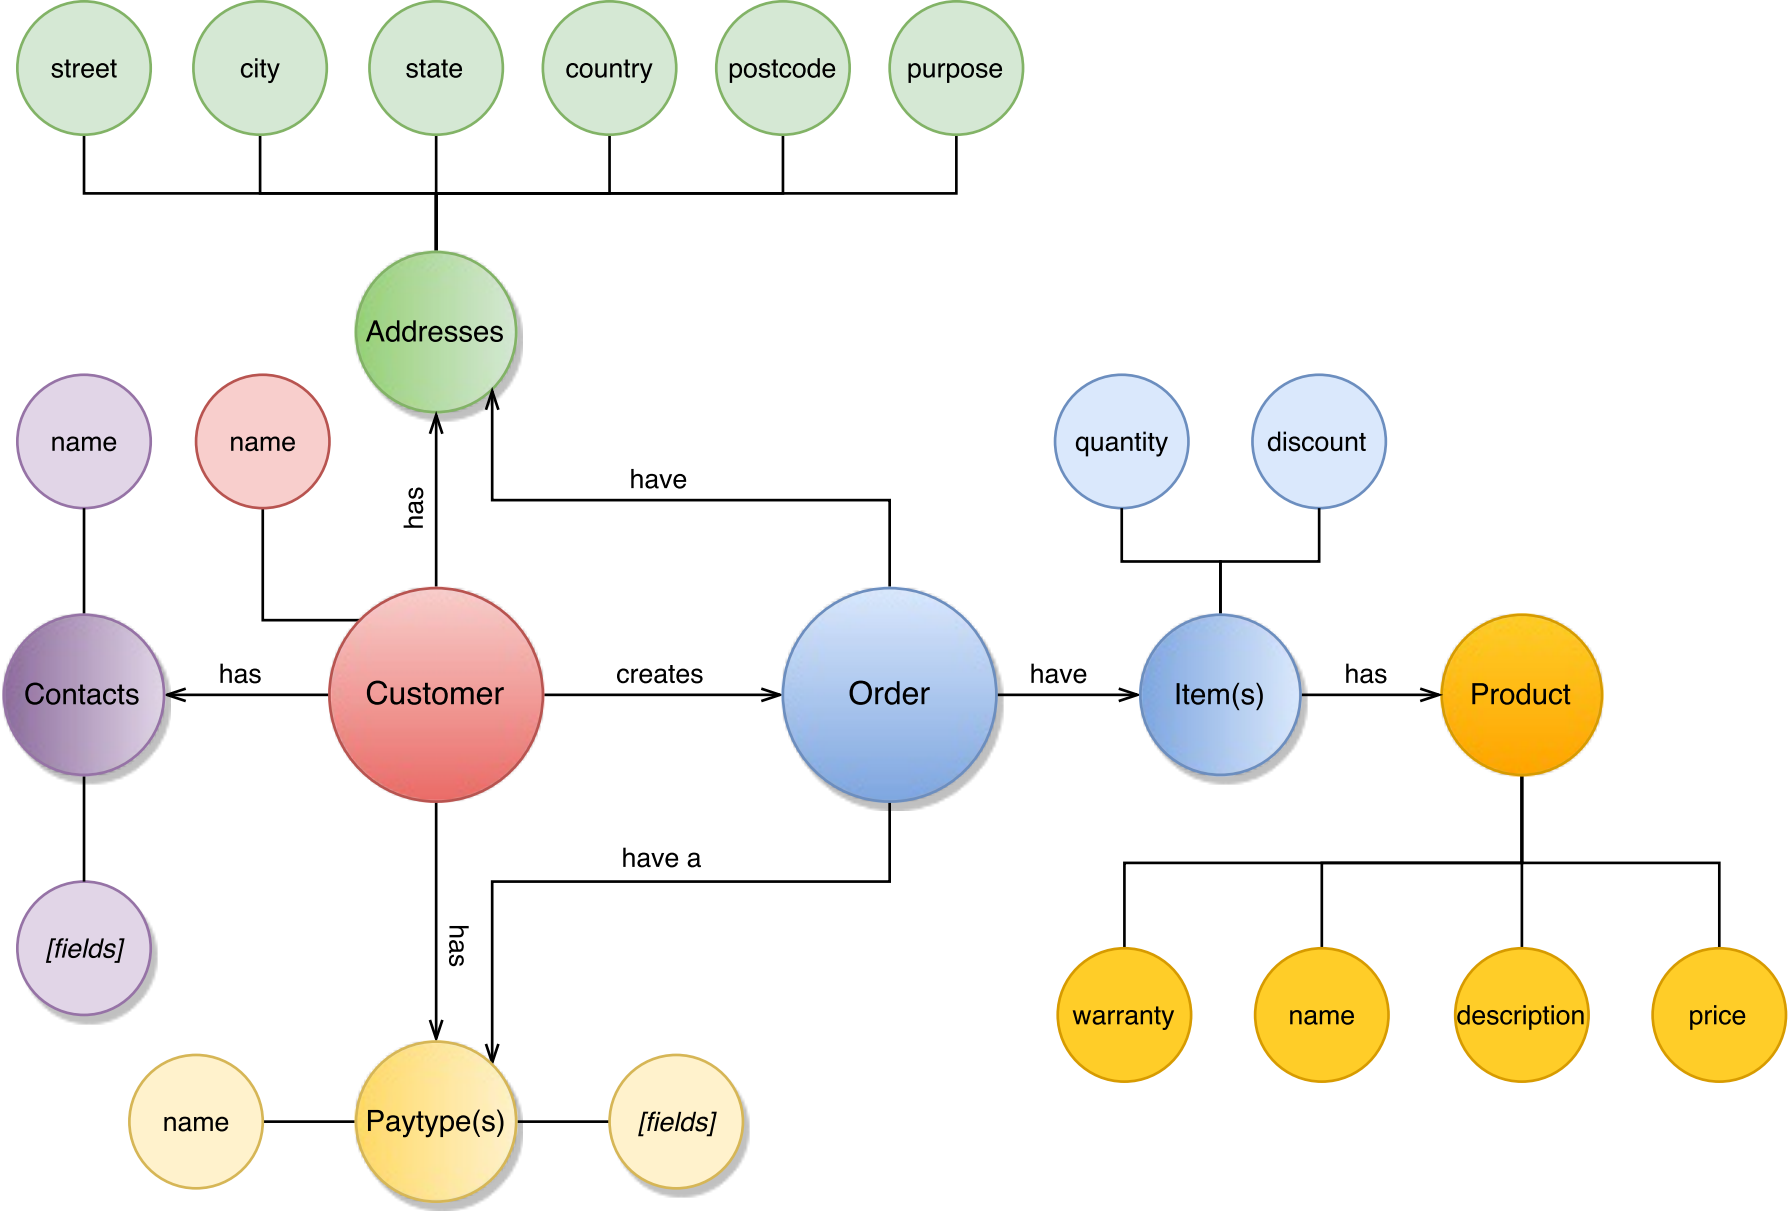 street
city
state
country
postcode
purpose
Addresses
name
name
quantity
discount
has
have
Contacts
has
Customer
creates
Order
have
Item(s)
has
Product
have a
has
[fields]
warranty
name
description
price
name
Paytype(s)
[fields]